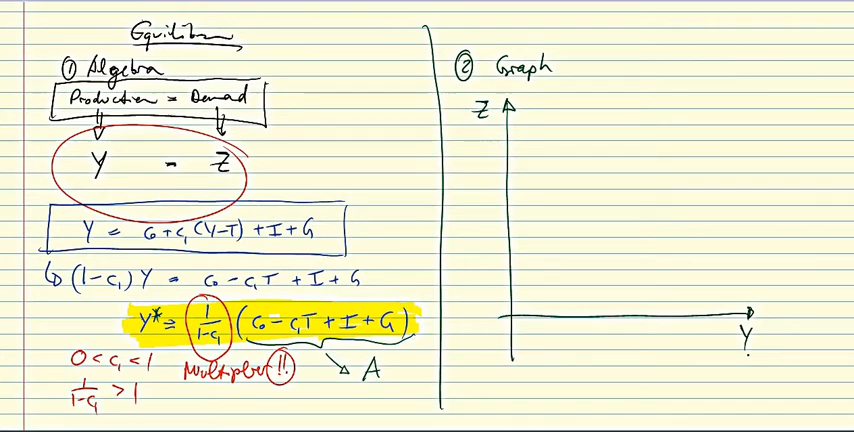 Equilibrium
① Algebra
Production = Demand
Y = Z
Y = c₀ + c₁ (Y-T) + I + G
↳ (1-c₁) Y = c₀ - c₁T + I + G
Y* = 1/(1-c₁) (c₀ - c₁T + I + G)
0 < c₁ < 1
Multiplier !!
A
1/(1-c₁) > 1
② Graph
Z
Y